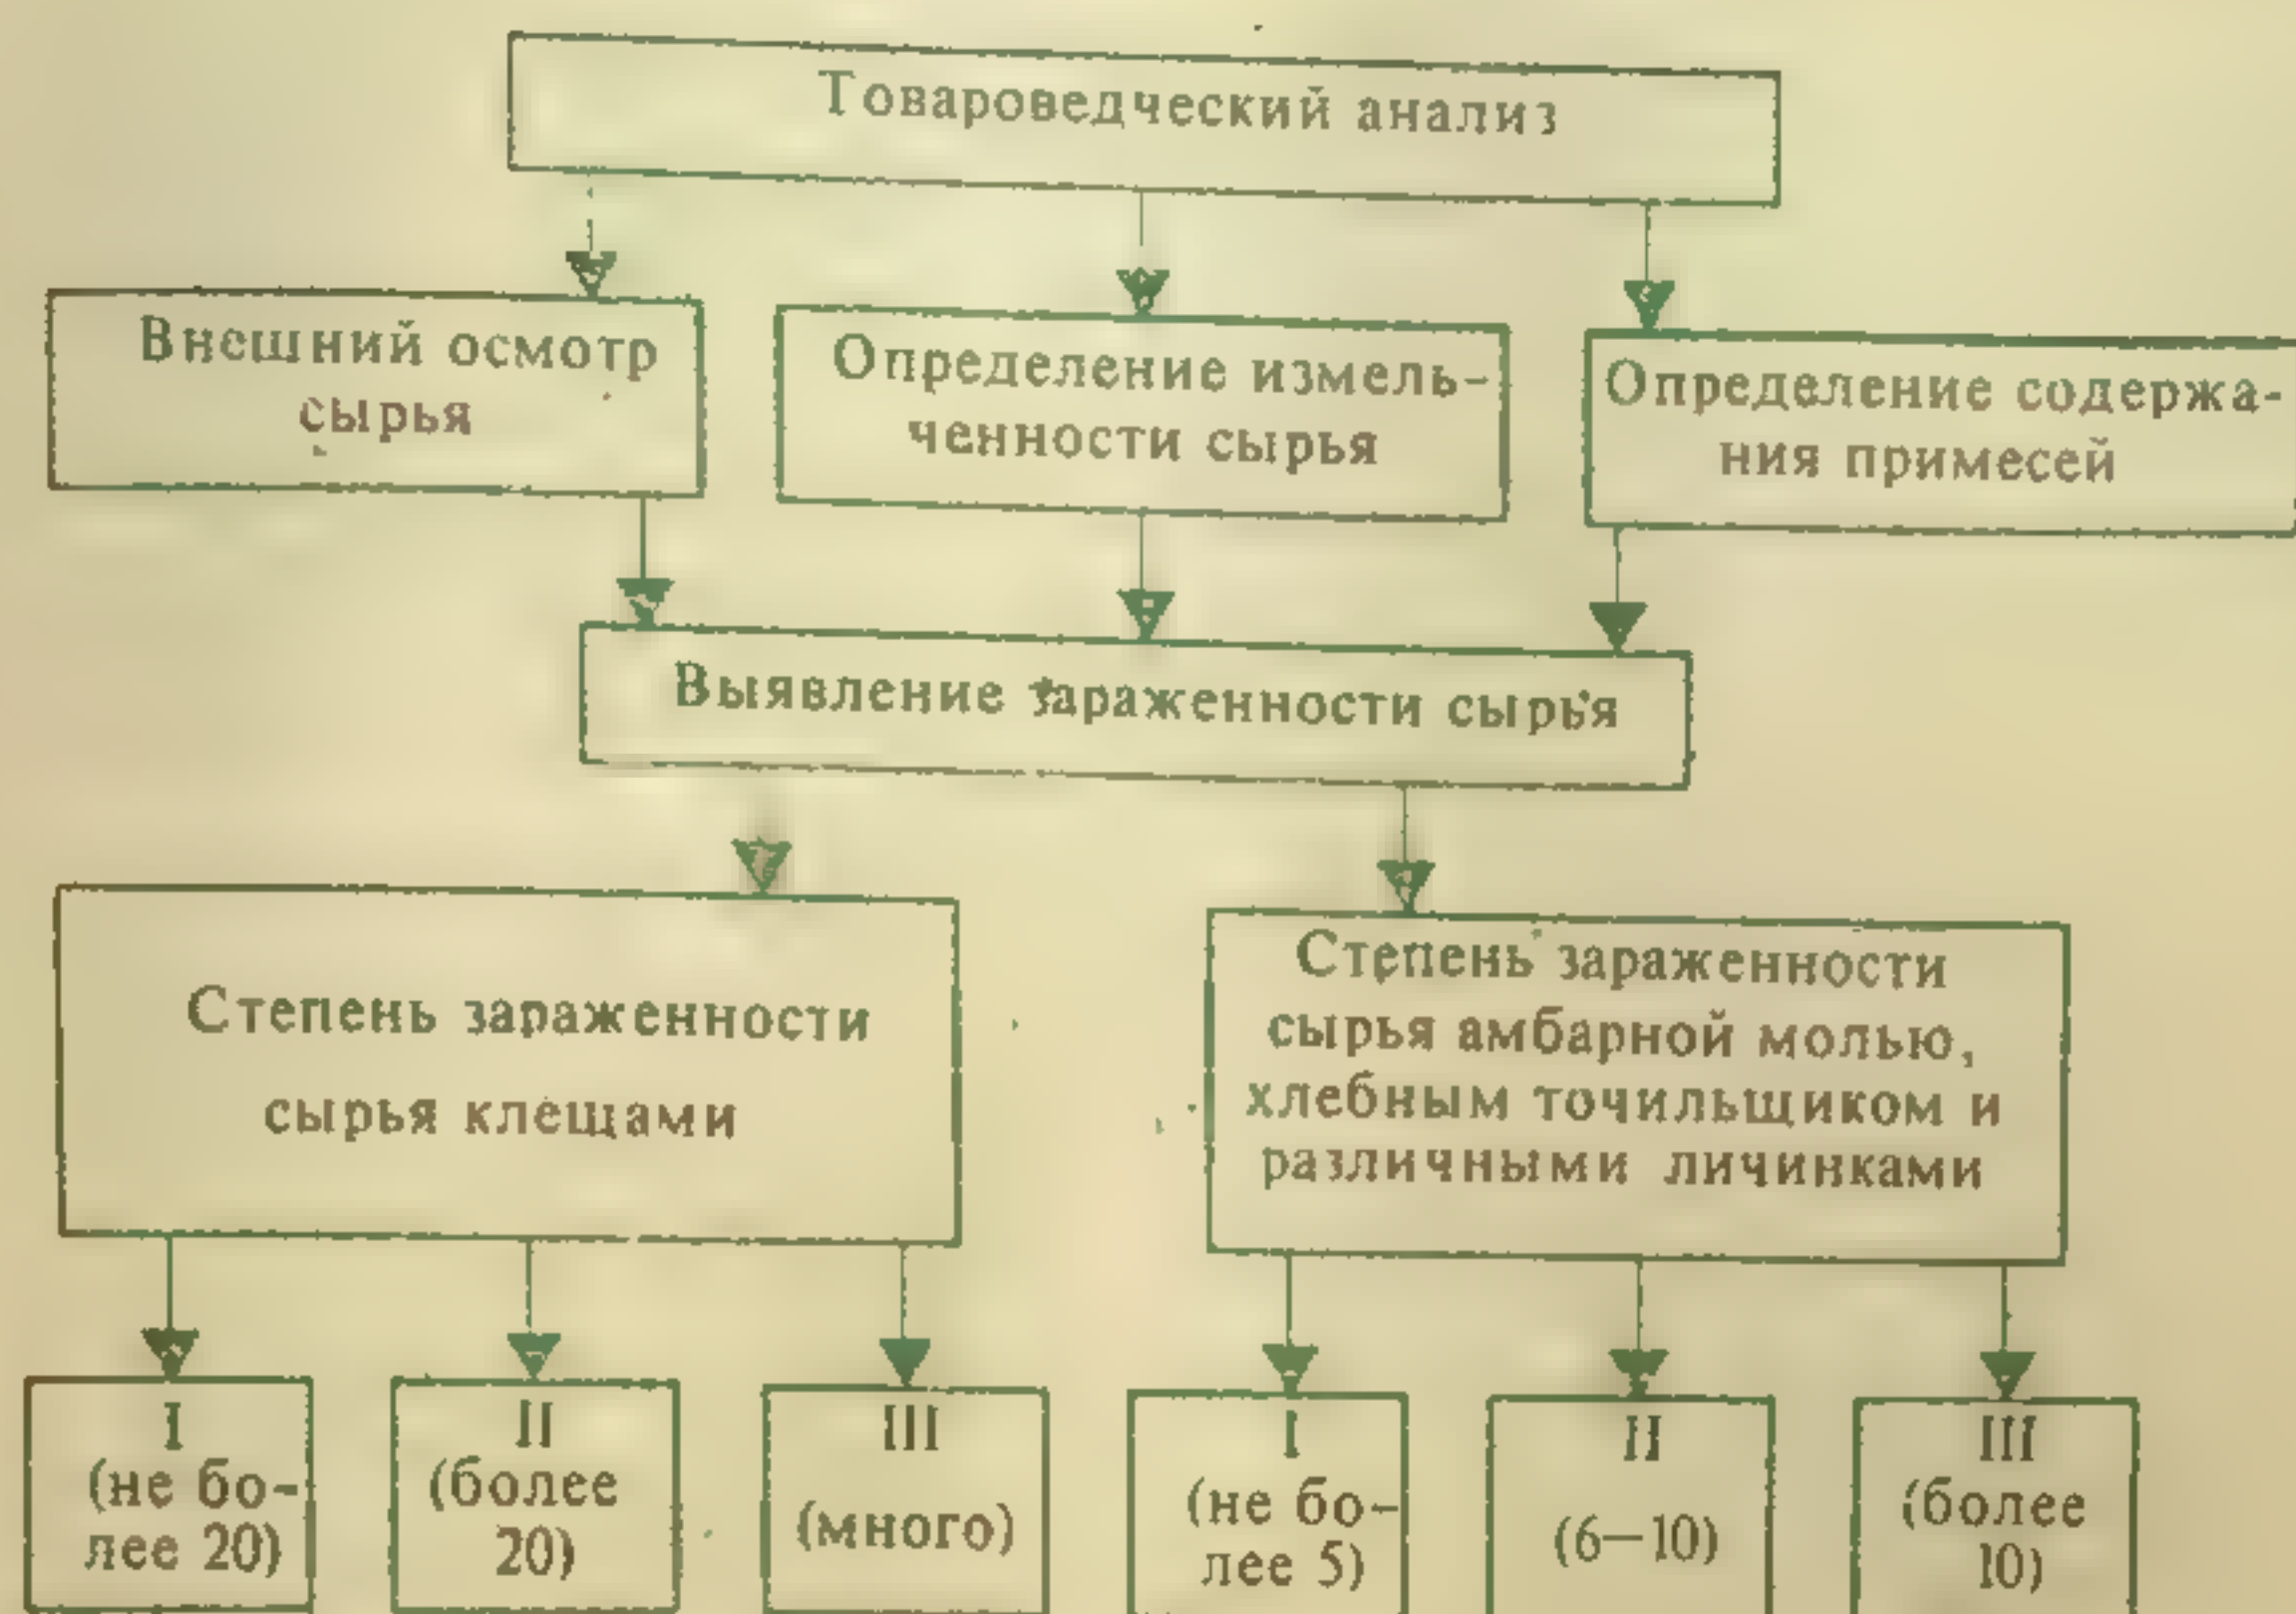 Товароведческий анализ
Внешний осмотр
сырья
Определение измель-
ченности сырья
Определение содержа-
ния примесей
Выявление зараженности сырья
Степень зараженности
сырья клещами
Степень зараженности
сырья амбарной молью,
хлебным точильщиком и
различными личинками
I
(не бо-
лее 20)
II
(более
20)
III
(много)
I
(не бо-
лее 5)
II
(6—10)
III
(более
10)